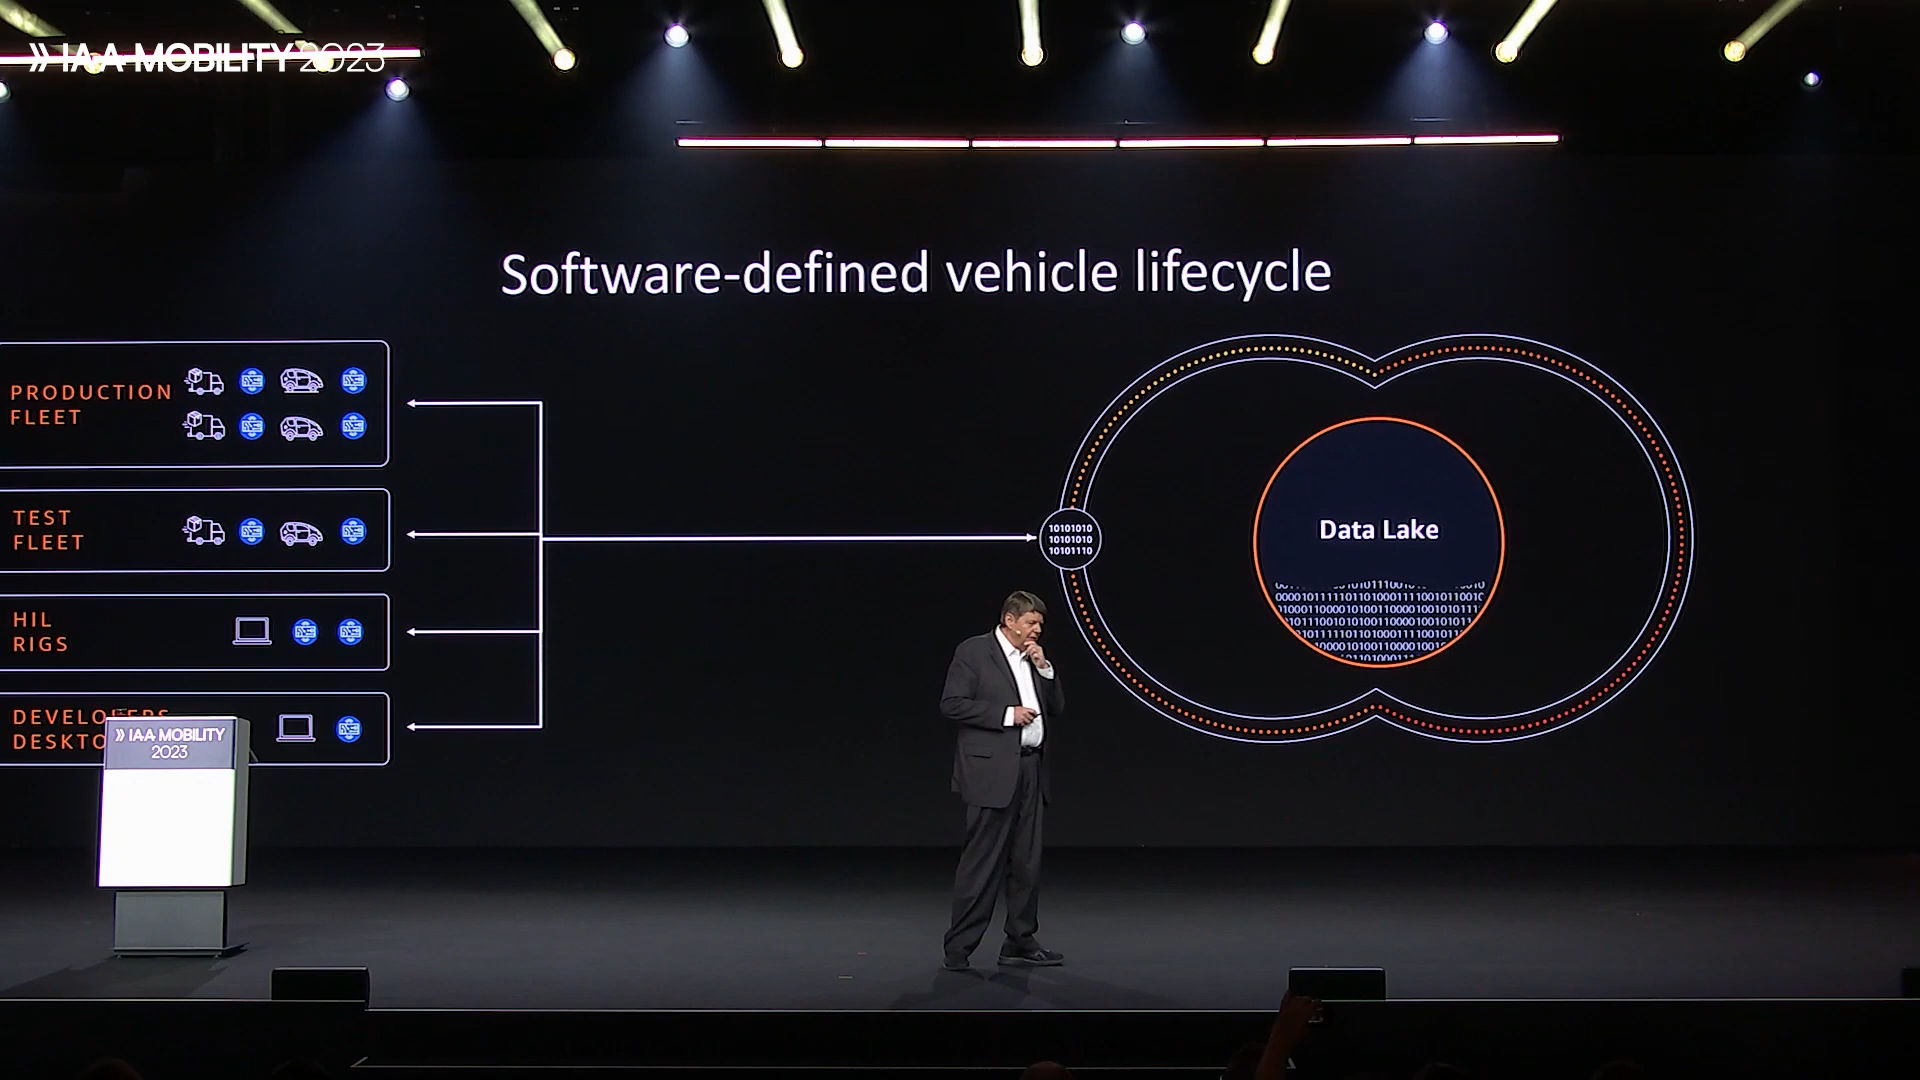 IAA MOBILITY 2023
Software-defined vehicle lifecycle
PRODUCTION
FLEET
TEST
FLEET
HIL
RIGS
DEVELOPERS
10101010
10101010
10101110
Data Lake
IAA MOBILITY
2023